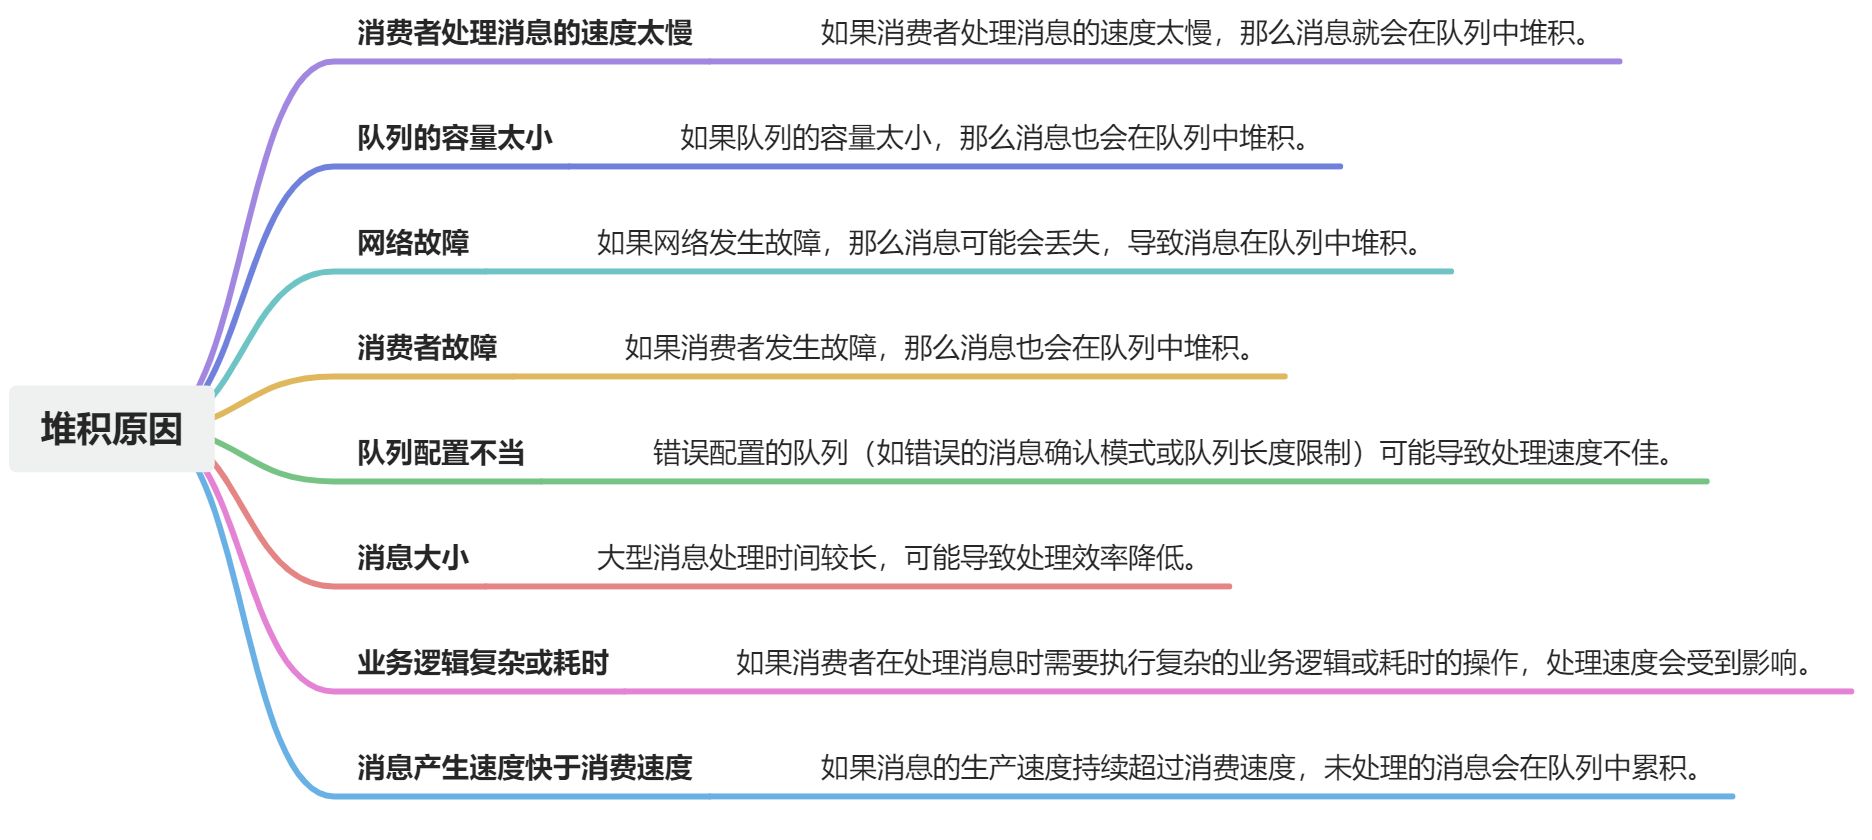 堆积原因
消费者处理消息的速度太慢 如果消费者处理消息的速度太慢，那么消息就会在队列中堆积。
队列的容量太小 如果队列的容量太小，那么消息也会在队列中堆积。
网络故障 如果网络发生故障，那么消息可能会丢失，导致消息在队列中堆积。
消费者故障 如果消费者发生故障，那么消息也会在队列中堆积。
队列配置不当 错误配置的队列（如错误的消息确认模式或队列长度限制）可能导致处理速度不佳。
消息大小 大型消息处理时间较长，可能导致处理效率降低。
业务逻辑复杂或耗时 如果消费者在处理消息时需要执行复杂的业务逻辑或耗时的操作，处理速度会受到影响。
消息产生速度快于消费速度 如果消息的生产速度持续超过消费速度，未处理的消息会在队列中累积。